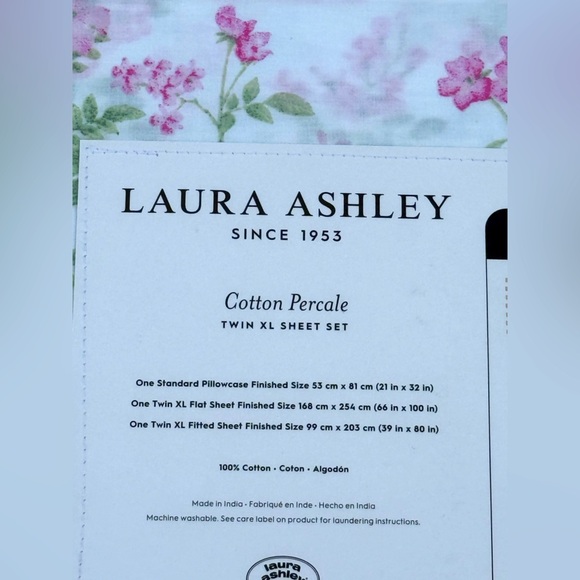 LAURA ASHLEY
SINCE 1953
Cotton Percale
TWIN XL SHEET SET
One Standard Pillowcase Finished Size 53 cm x 81 cm (21 in x 32 in)
One Twin XL Flat Sheet Finished Size 168 cm x 254 cm (66 in x 100 in)
One Twin XL Fitted Sheet Finished Size 99 cm x 203 cm (39 in x 80 in)
100% Cotton • Coton • Algodón
Made in India • Fabriqué en Inde • Hecho en India
Machine washable. See care label on product for laundering instructions.
laura
ashley